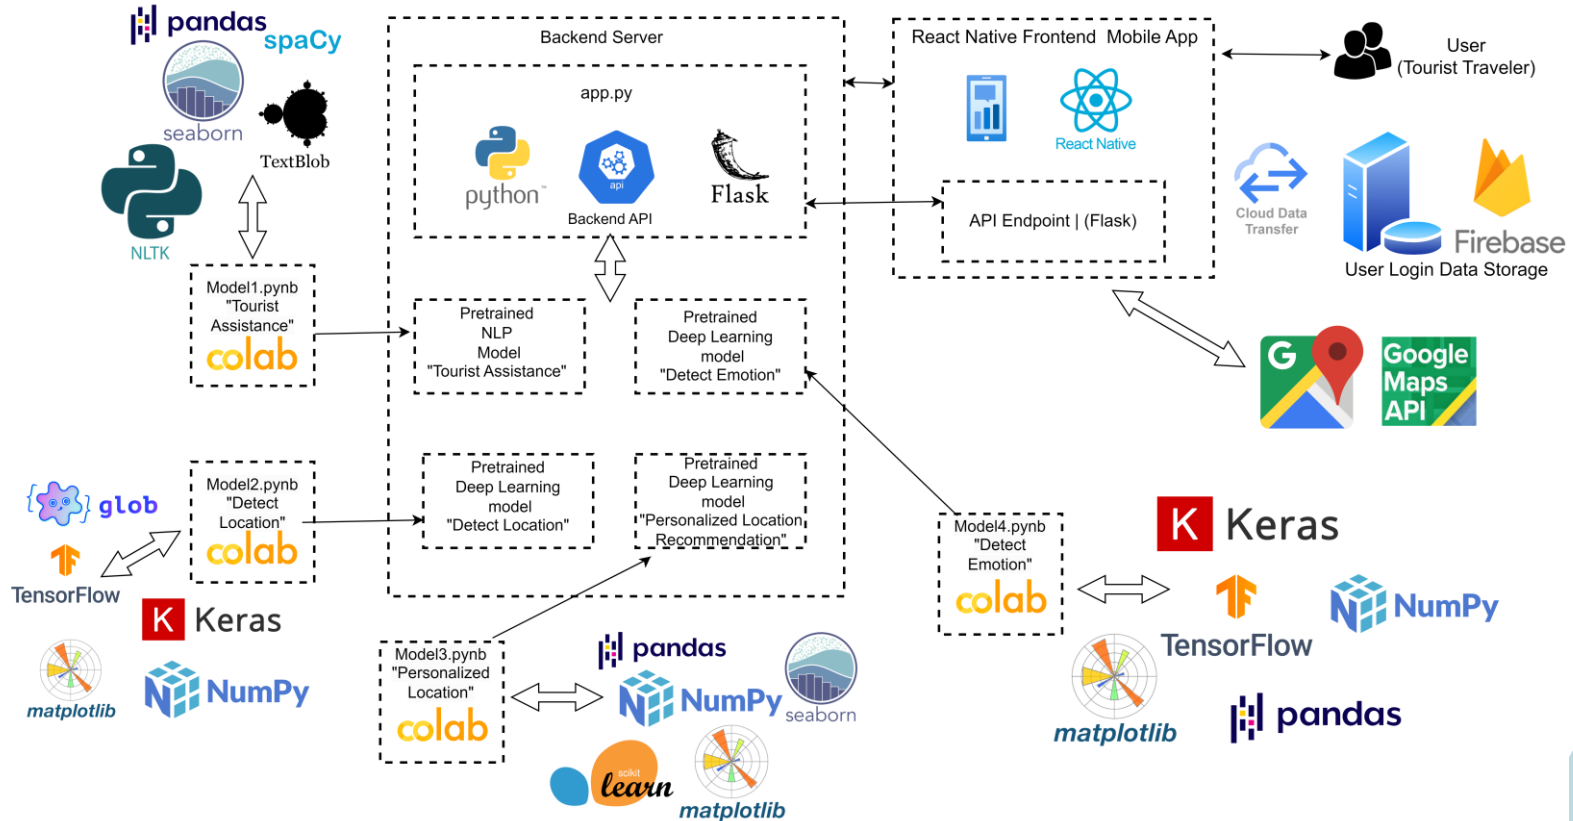 pandas
spaCy
seaborn
TextBlob
NLTK
Model1.pynb
"Tourist
Assistance"
colab
Backend Server
app.py
python™
api
Backend API
Flask
Pretrained
NLP
Model
"Tourist Assistance"
Pretrained
Deep Learning
model
"Detect Emotion"
Pretrained
Deep Learning
model
"Detect Location"
Pretrained
Deep Learning
model
"Personalized Location
Recommendation"
React Native Frontend Mobile App
React Native
API Endpoint | (Flask)
User
(Tourist Traveler)
Cloud Data
Transfer
Firebase
User Login Data Storage
G
Google
Maps
API
glob
TensorFlow
Model2.pynb
"Detect
Location"
colab
K Keras
matplotlib
NumPy
Model3.pynb
"Personalized
Location"
colab
pandas
NumPy
seaborn
scikit
learn
matplotlib
Model4.pynb
"Detect
Emotion"
colab
K Keras
TensorFlow
NumPy
matplotlib
pandas